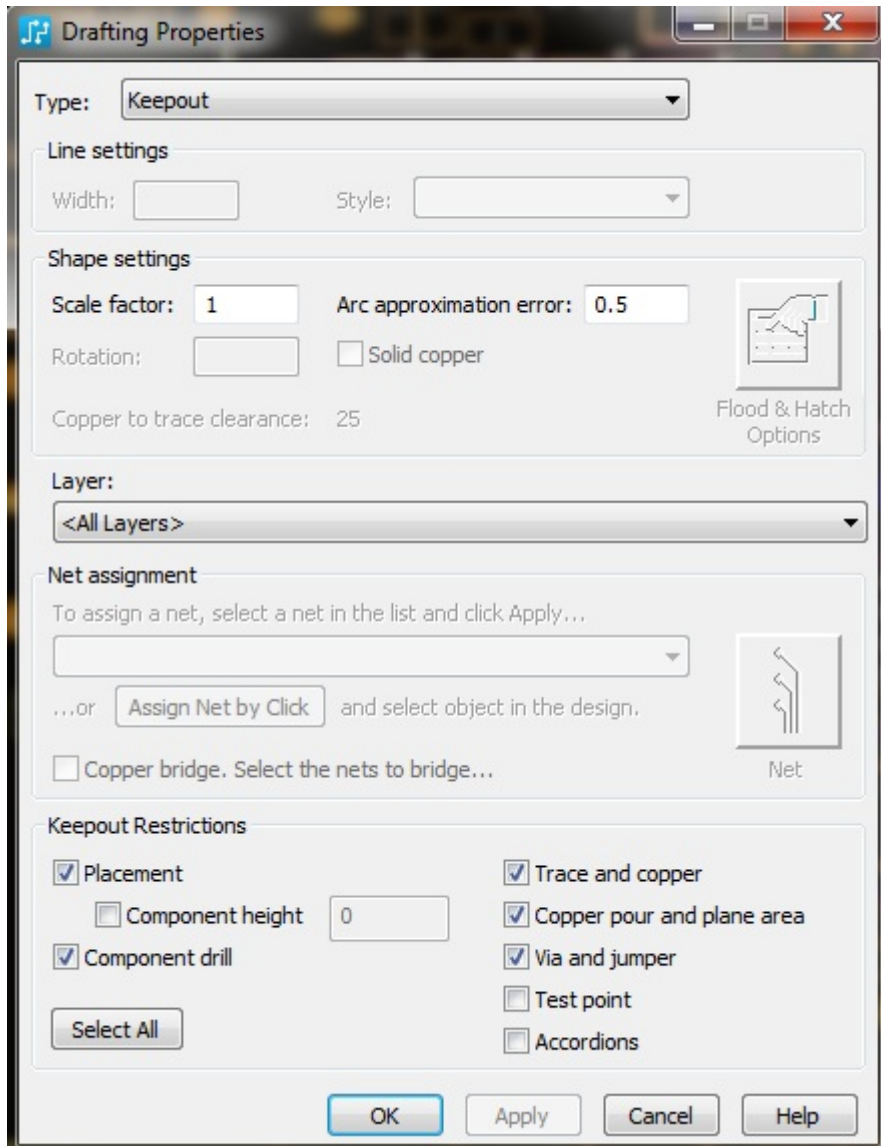 Drafting Properties
Type: Keepout
Line settings
Width: Style:
Shape settings
Scale factor: 1 Arc approximation error: 0.5
Rotation: Solid copper
Copper to trace clearance: 25
Flood & Hatch
Options
Layer:
<All Layers>
Net assignment
To assign a net, select a net in the list and click Apply...
...or Assign Net by Click and select object in the design.
Copper bridge. Select the nets to bridge...
Net
Keepout Restrictions
Placement Trace and copper
Component height 0 Copper pour and plane area
Component drill Via and jumper
Test point
Select All Accordions
OK Apply Cancel Help